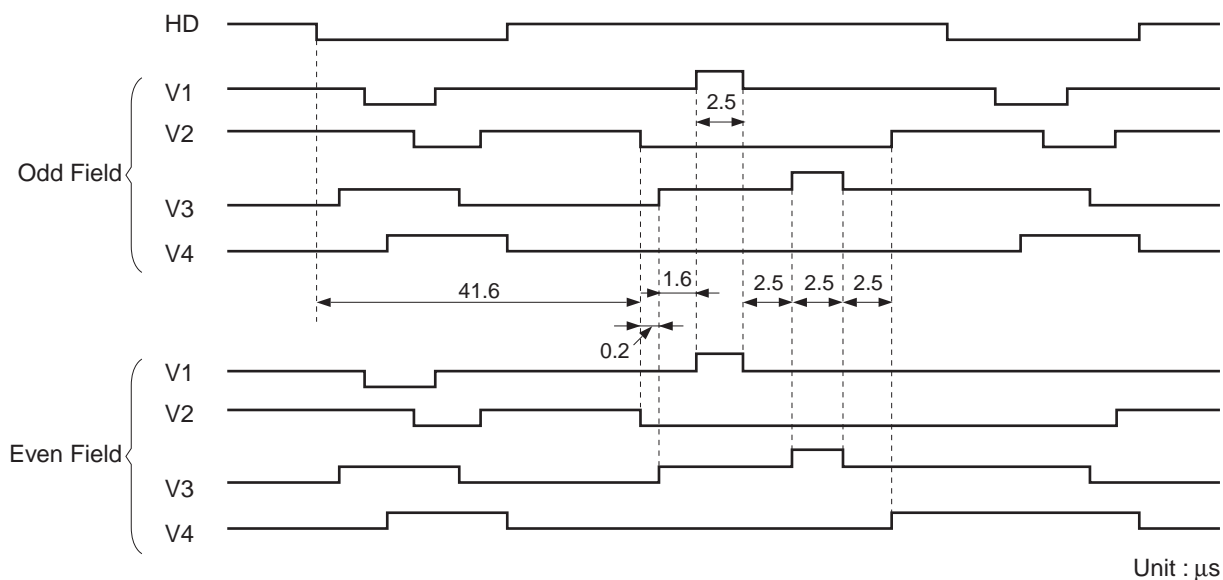 HD
V1
2.5
V2
Odd Field
V3
V4
41.6
1.6
2.5
2.5
2.5
0.2
V1
V2
Even Field
V3
V4
Unit : μs